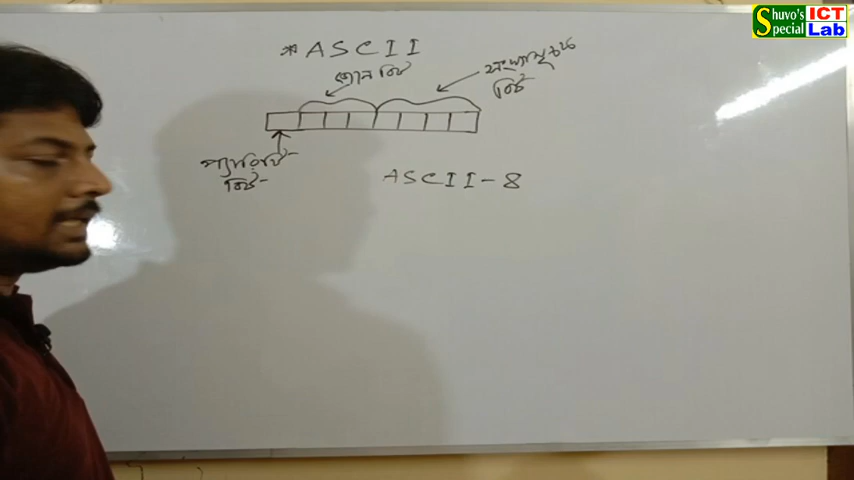 * ASCII
জোন বিট
সংখ্যাসূচক
বিট
প্যারিটি
বিট
ASCII-8
Shuvo's
Special
ICT
Lab